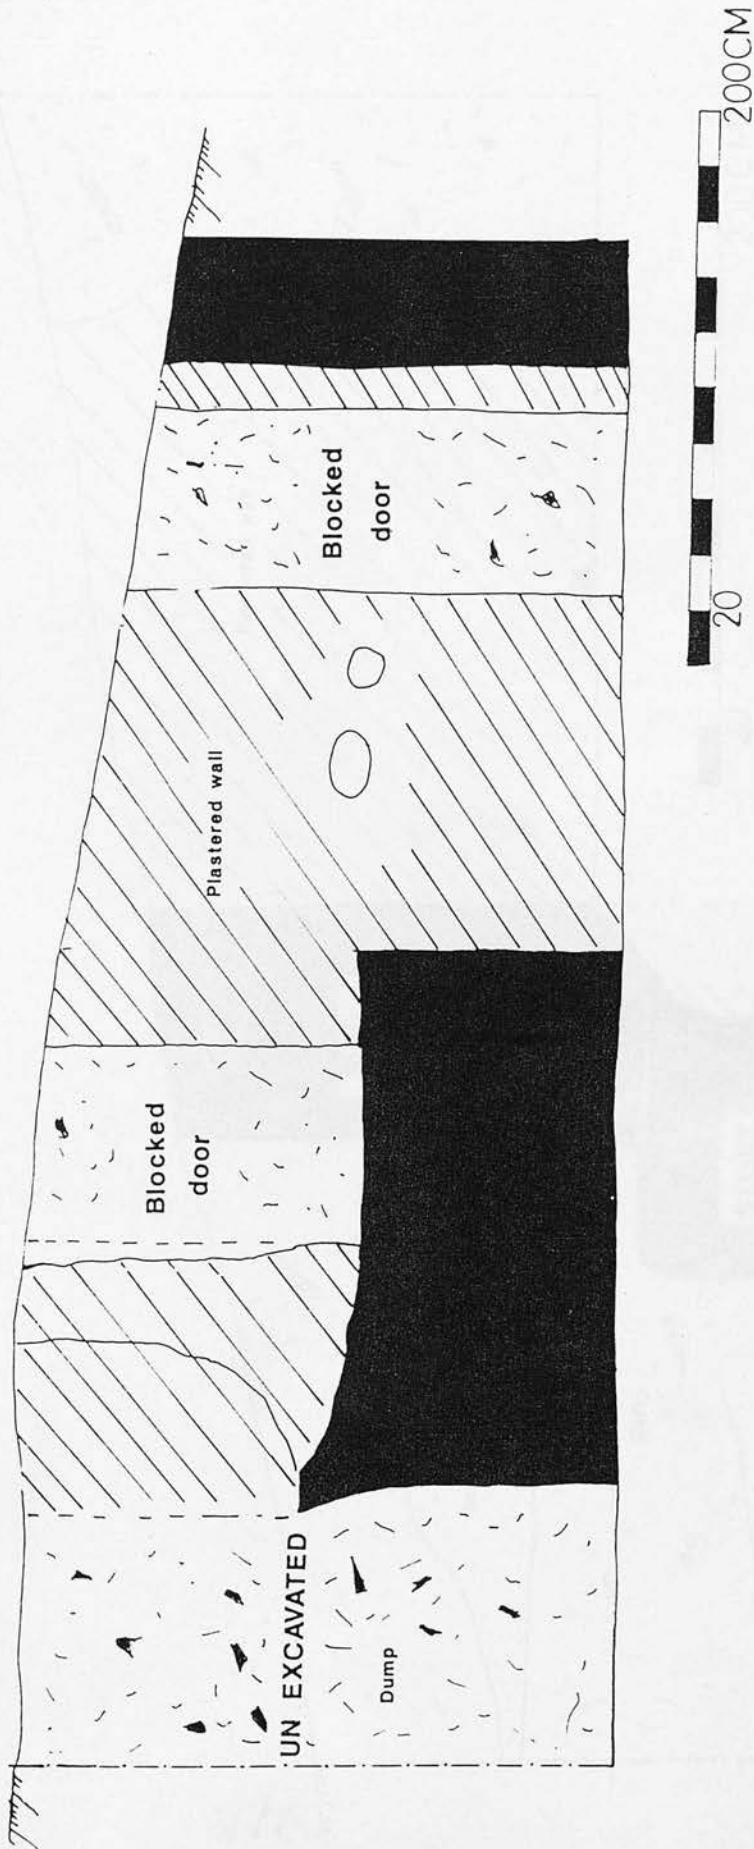 UN EXCAVATED
Dump
Blocked
door
Plastered wall
Blocked
door
20
200CM